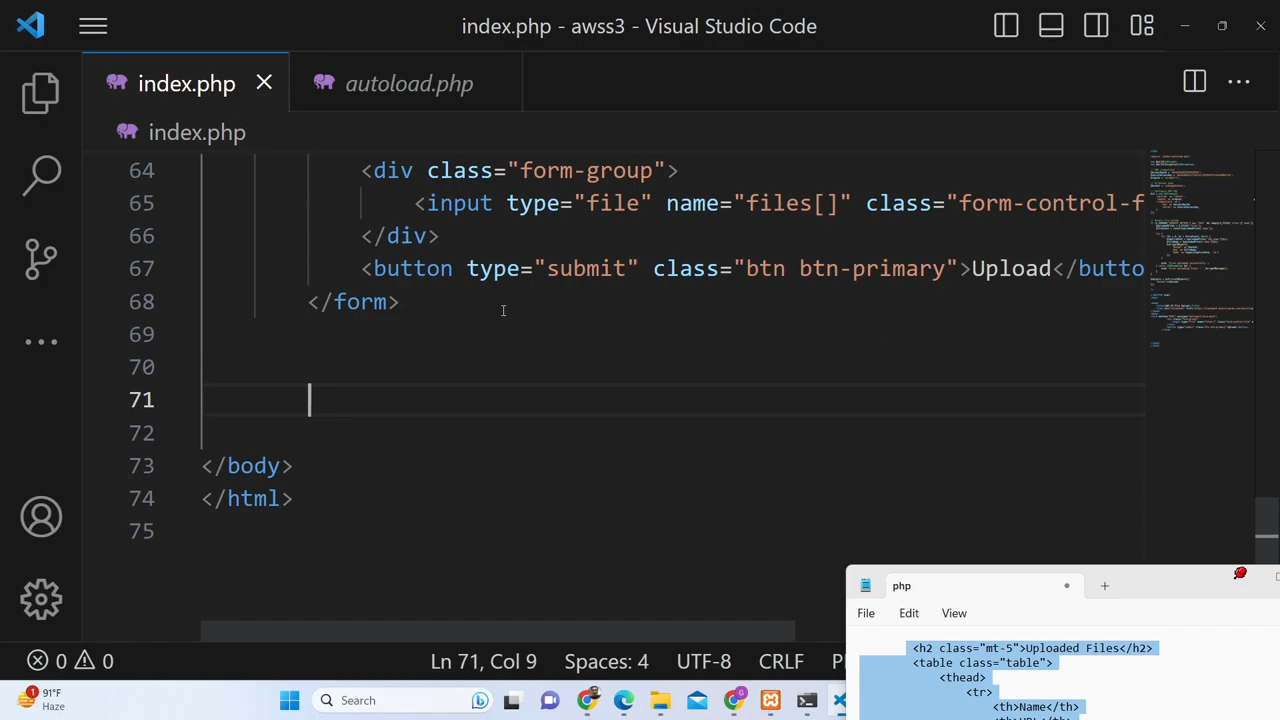 index.php - awss3 - Visual Studio Code
index.php
autoload.php
index.php
64 <div class="form-group">
65 <input type="file" name="files[]" class="form-control-f
66 </div>
67 <button type="submit" class="btn btn-primary">Upload</butto
68 </form>
69
70
71
72
73 </body>
74 </html>
75
php
File Edit View
<h2 class="mt-5">Uploaded Files</h2>
<table class="table">
<thead>
<tr>
<th>Name</th>
<th>URL</th>
0 0
Ln 71, Col 9
Spaces: 4
UTF-8
CRLF
1
91°F
Haze
Search